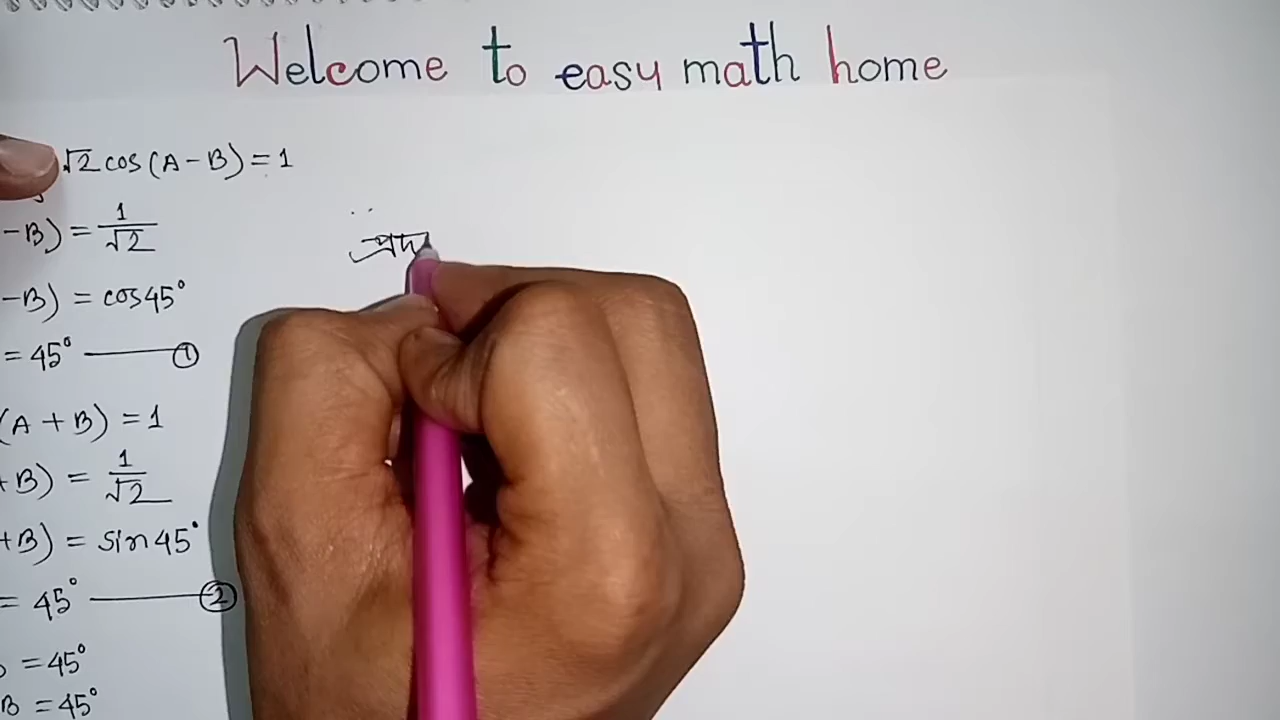 Welcome to easy math home
√2 cos (A - B) = 1
- B) = 1/√2
- B) = cos 45°
= 45° ——— ①
(A + B) = 1
+ B) = 1/√2
+ B) = sin 45°
= 45° ——— ②
= 45°
B = 45°